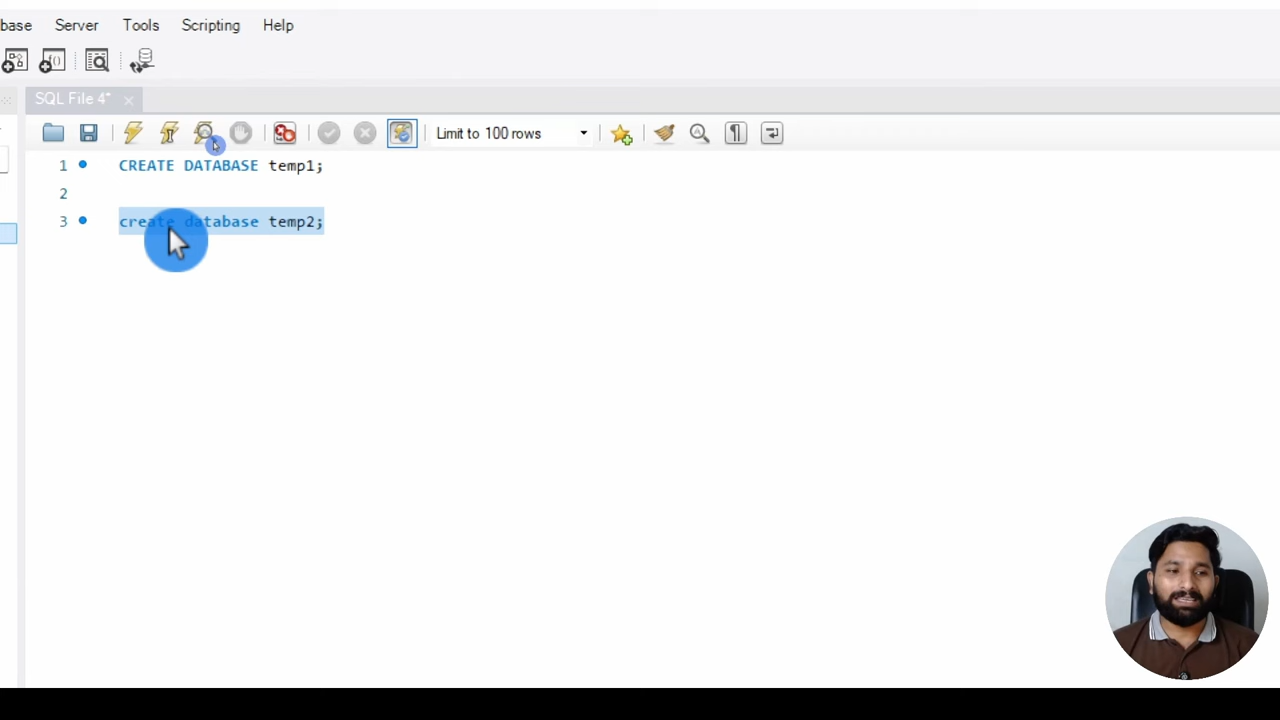 base Server Tools Scripting Help
SQL File 4*
Limit to 100 rows
1 CREATE DATABASE temp1;
2
3 create database temp2;